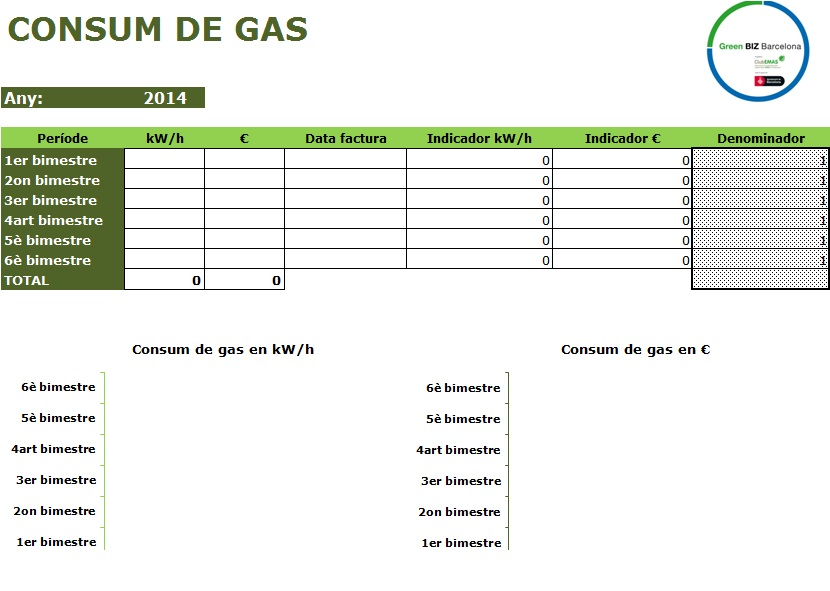 CONSUM DE GAS
Green BIZ Barcelona
ClubEMAS
Any: 2014
Període kW/h € Data factura Indicador kW/h Indicador € Denominador
1er bimestre 0 0 1
2on bimestre 0 0 1
3er bimestre 0 0 1
4art bimestre 0 0 1
5è bimestre 0 0 1
6è bimestre 0 0 1
TOTAL 0 0
Consum de gas en kW/h
6è bimestre
5è bimestre
4art bimestre
3er bimestre
2on bimestre
1er bimestre
Consum de gas en €
6è bimestre
5è bimestre
4art bimestre
3er bimestre
2on bimestre
1er bimestre